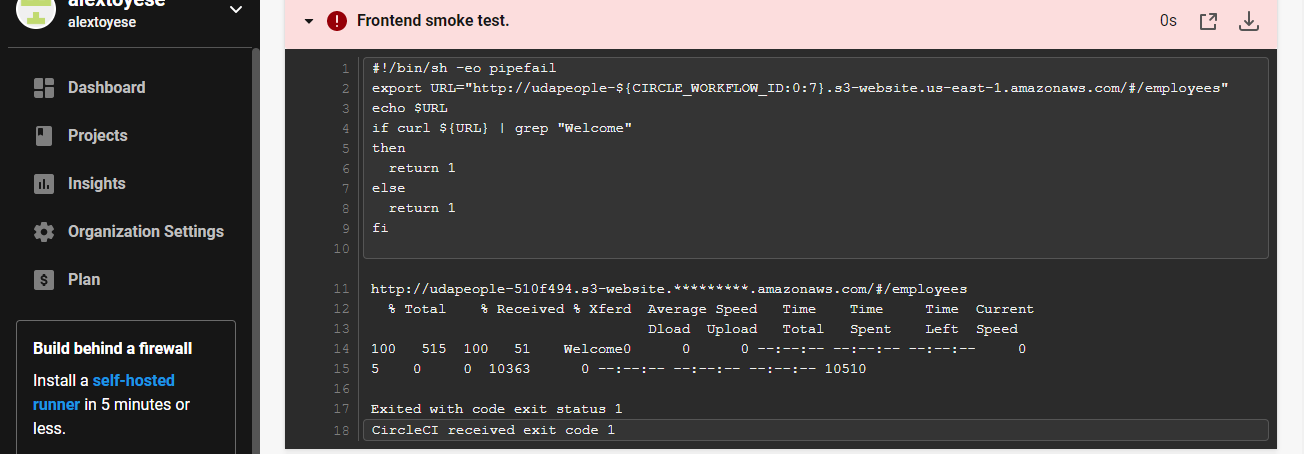 alextoyese
alextoyese
Dashboard
Projects
Insights
Organization Settings
$ Plan
Build behind a firewall
Install a self-hosted
runner in 5 minutes or
less.
! Frontend smoke test. 0s
1 #!/bin/sh -eo pipefail
2 export URL="http://udapeople-${CIRCLE_WORKFLOW_ID:0:7}.s3-website.us-east-1.amazonaws.com/#/employees"
3 echo $URL
4 if curl ${URL} | grep "Welcome"
5 then
6 return 1
7 else
8 return 1
9 fi
10
11 http://udapeople-510f494.s3-website.*********.amazonaws.com/#/employees
12 % Total % Received % Xferd Average Speed Time Time Time Current
13 Dload Upload Total Spent Left Speed
14 100 515 100 51 Welcome0 0 0 --:--:-- --:--:-- --:--:-- 0
15 5 0 0 10363 0 --:--:-- --:--:-- --:--:-- 10510
16
17 Exited with code exit status 1
18 CircleCI received exit code 1